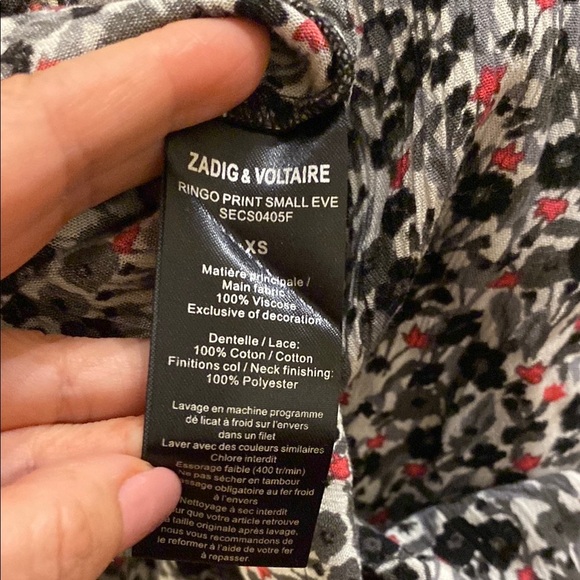 ZADIG & VOLTAIRE
RINGO PRINT SMALL EVE
SECS0405F
XS
Matière principale /
Main fabric:
100% Viscose
Exclusive of decoration
Dentelle / Lace:
100% Coton / Cotton
Finitions col / Neck finishing:
100% Polyester
Lavage en machine programme
délicat à froid sur l'envers
dans un filet
Laver avec des couleurs similaires
Chlore interdit
Essorage faible (400 tr/min)
Ne pas sécher en tambour
obligatoire au fer froid
à l'envers
Nettoyage à sec interdit
que votre article retrouve
taille originale après lavage,
nous vous recommandons de
le reformer à l'aide de votre fer
à repasser